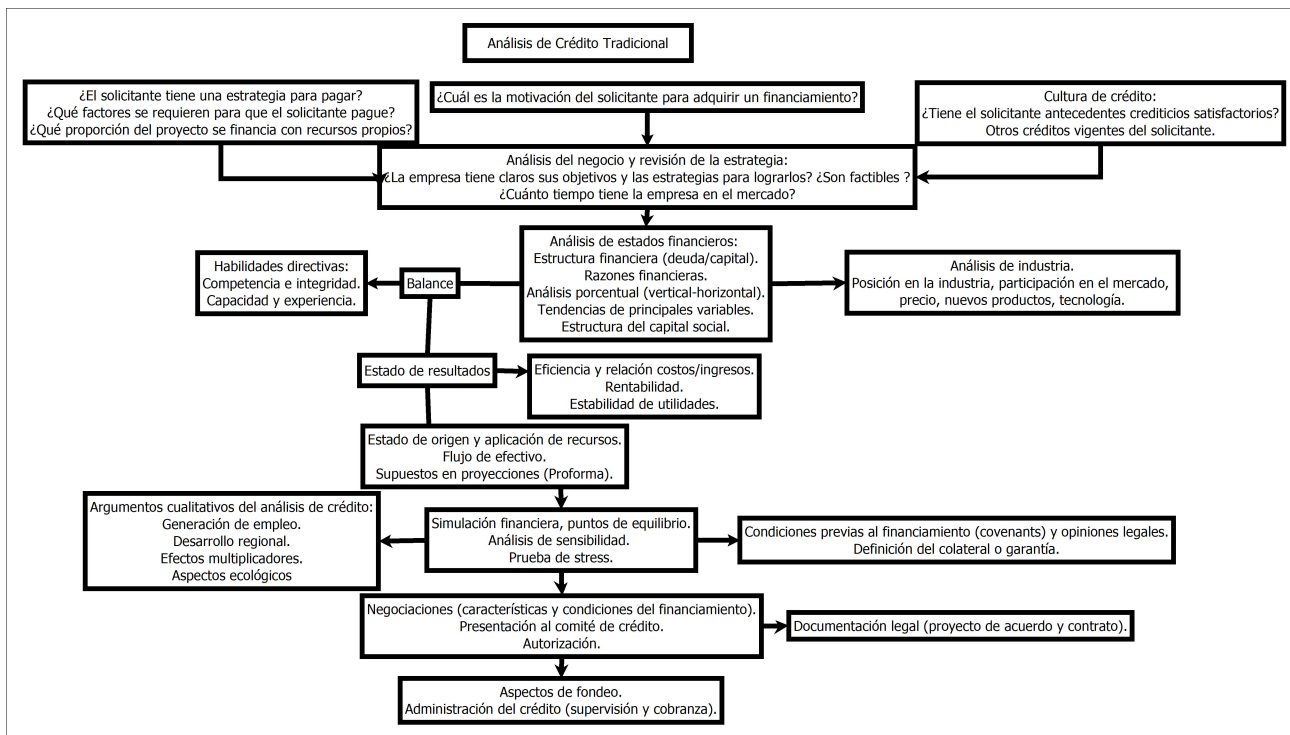 Análisis de Crédito Tradicional
¿El solicitante tiene una estrategia para pagar?
¿Qué factores se requieren para que el solicitante pague?
¿Qué proporción del proyecto se financia con recursos propios?
¿Cuál es la motivación del solicitante para adquirir un financiamiento?
Cultura de crédito:
¿Tiene el solicitante antecedentes crediticios satisfactorios?
Otros créditos vigentes del solicitante.
Análisis del negocio y revisión de la estrategia:
¿La empresa tiene claros sus objetivos y las estrategias para lograrlos? ¿Son factibles ?
¿Cuánto tiempo tiene la empresa en el mercado?
Habilidades directivas:
Competencia e integridad.
Capacidad y experiencia.
Balance
Análisis de estados financieros:
Estructura financiera (deuda/capital).
Razones financieras.
Análisis porcentual (vertical-horizontal).
Tendencias de principales variables.
Estructura del capital social.
Análisis de industria.
Posición en la industria, participación en el mercado,
precio, nuevos productos, tecnología.
Estado de resultados
Eficiencia y relación costos/ingresos.
Rentabilidad.
Estabilidad de utilidades.
Estado de origen y aplicación de recursos.
Flujo de efectivo.
Supuestos en proyecciones (Proforma).
Argumentos cualitativos del análisis de crédito:
Generación de empleo.
Desarrollo regional.
Efectos multiplicadores.
Aspectos ecológicos
Simulación financiera, puntos de equilibrio.
Análisis de sensibilidad.
Prueba de stress.
Condiciones previas al financiamiento (covenants) y opiniones legales.
Definición del colateral o garantía.
Negociaciones (características y condiciones del financiamiento).
Presentación al comité de crédito.
Autorización.
Documentación legal (proyecto de acuerdo y contrato).
Aspectos de fondeo.
Administración del crédito (supervisión y cobranza).